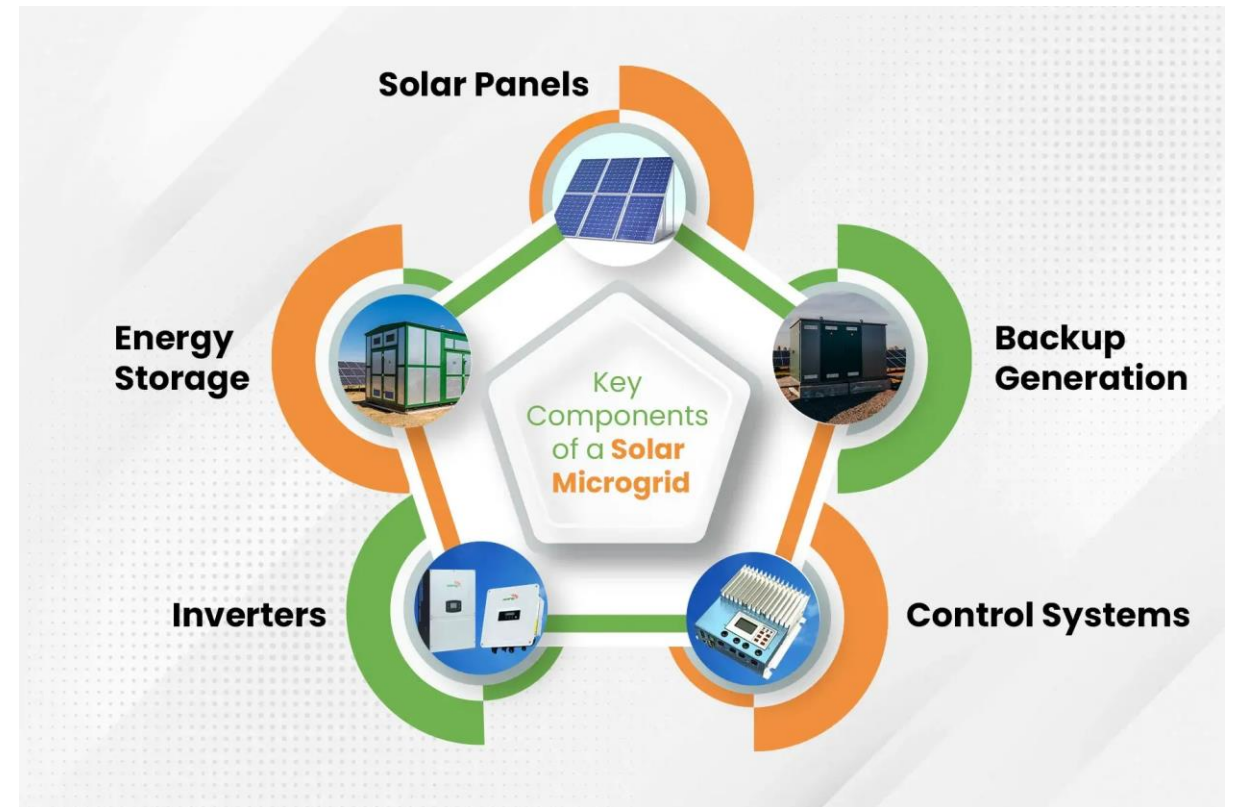 Solar Panels
Energy
Storage
Backup
Generation
Key
Components
of a Solar
Microgrid
Inverters
Control Systems